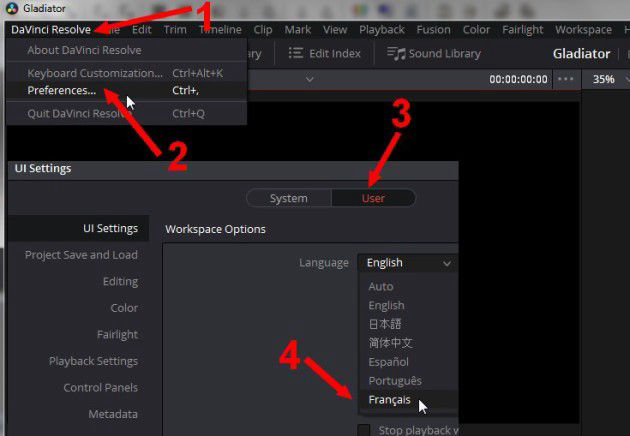 Gladiator
1
DaVinci Resolve File Edit Trim Timeline Clip Mark View Playback Fusion Color Fairlight Workspace H
About DaVinci Resolve
Edit Index Sound Library Gladiator
Keyboard Customization... Ctrl+Alt+K
00:00:00:00 ••• 35%
Preferences... Ctrl+,
Quit DaVinci Resolve Ctrl+Q
2
3
UI Settings
System User
UI Settings Workspace Options
Project Save and Load
Language English
Editing
Auto
Color
English
日本語
Fairlight
简体中文
Playback Settings
Español
4
Control Panels
Português
Français
Metadata
Stop playback w